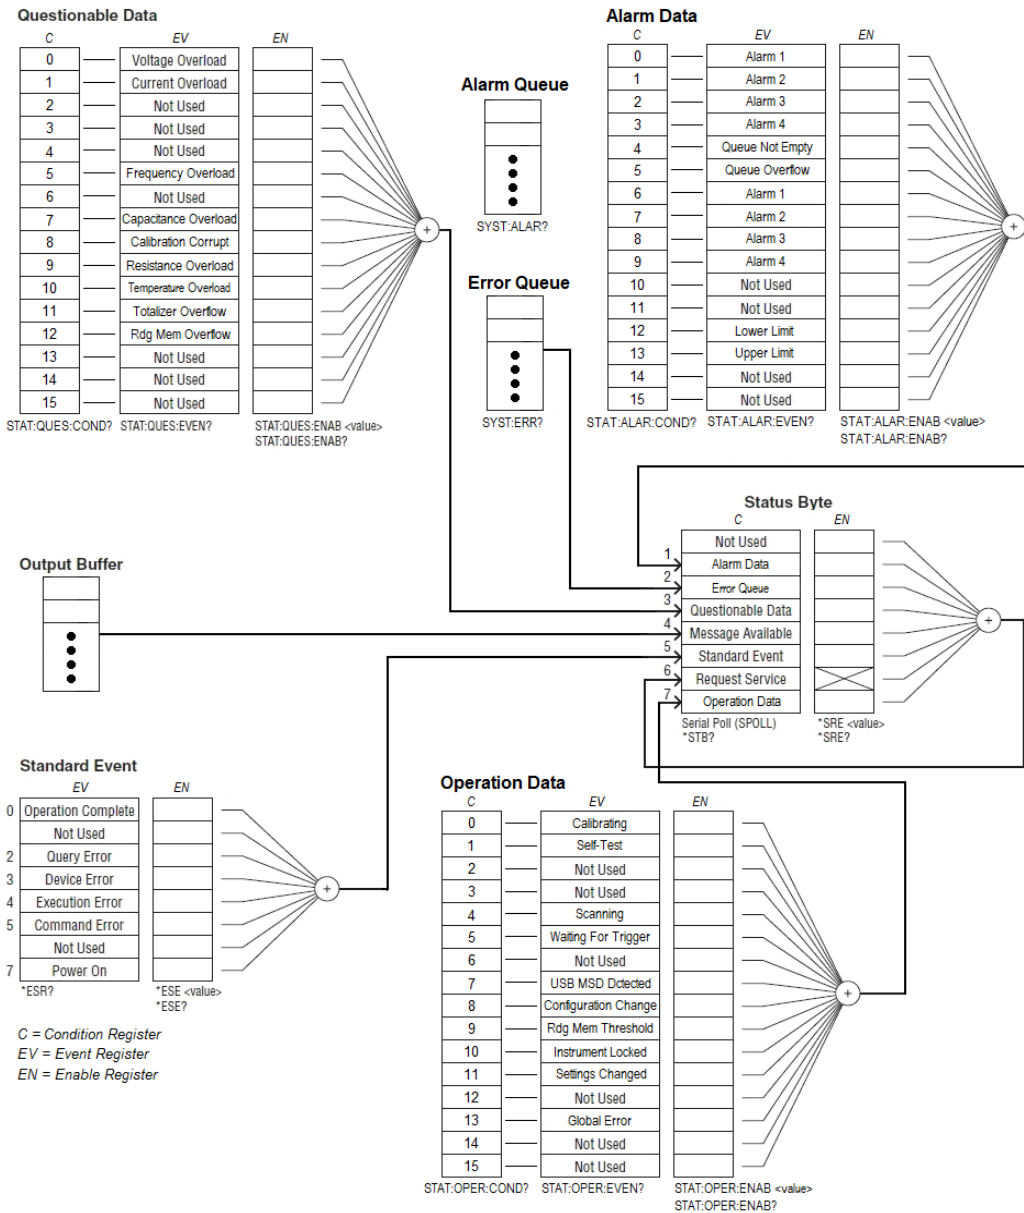 Questionable Data
C EV EN
0 Voltage Overload
1 Current Overload
2 Not Used
3 Not Used
4 Not Used
5 Frequency Overload
6 Not Used
7 Capacitance Overload
8 Calibration Corrupt
9 Resistance Overload
10 Temperature Overload
11 Totalizer Overflow
12 Rdg Mem Overflow
13 Not Used
14 Not Used
15 Not Used
STAT:QUES:COND? STAT:QUES:EVEN? STAT:QUES:ENAB <value>
STAT:QUES:ENAB?
+
Alarm Queue
SYST:ALAR?
Error Queue
SYST:ERR?
Alarm Data
C EV EN
0 Alarm 1
1 Alarm 2
2 Alarm 3
3 Alarm 4
4 Queue Not Empty
5 Queue Overflow
6 Alarm 1
7 Alarm 2
8 Alarm 3
9 Alarm 4
10 Not Used
11 Not Used
12 Lower Limit
13 Upper Limit
14 Not Used
15 Not Used
STAT:ALAR:COND? STAT:ALAR:EVEN? STAT:ALAR:ENAB <value>
STAT:ALAR:ENAB?
+
Output Buffer
Status Byte
C EN
Not Used
1 Alarm Data
2 Error Queue
3 Questionable Data
4 Message Available
5 Standard Event
6 Request Service
7 Operation Data
Serial Poll (SPOLL) *SRE <value>
*STB? *SRE?
+
Standard Event
EV EN
0 Operation Complete
Not Used
2 Query Error
3 Device Error
4 Execution Error
5 Command Error
Not Used
7 Power On
*ESR? *ESE <value>
*ESE?
+
C = Condition Register
EV = Event Register
EN = Enable Register
Operation Data
C EV EN
0 Calibrating
1 Self-Test
2 Not Used
3 Not Used
4 Scanning
5 Waiting For Trigger
6 Not Used
7 USB MSD Dctected
8 Configuration Change
9 Rdg Mem Threshold
10 Instrument Locked
11 Settings Changed
12 Not Used
13 Global Error
14 Not Used
15 Not Used
STAT:OPER:COND? STAT:OPER:EVEN? STAT:OPER:ENAB <value>
STAT:OPER:ENAB?
+